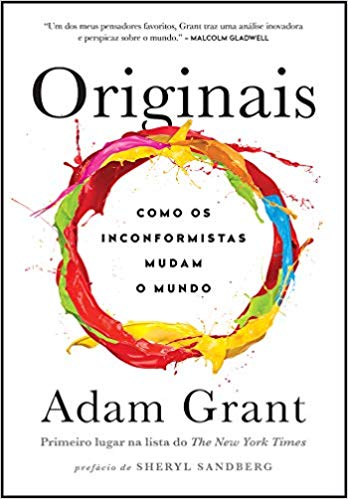 "Um dos meus pensadores favoritos, Grant traz uma análise inovadora
e perspicaz sobre o mundo." – MALCOLM GLADWELL
Originais
COMO OS
INCONFORMISTAS
MUDAM
O MUNDO
Adam Grant
Primeiro lugar na lista do The New York Times
prefácio de SHERYL SANDBERG